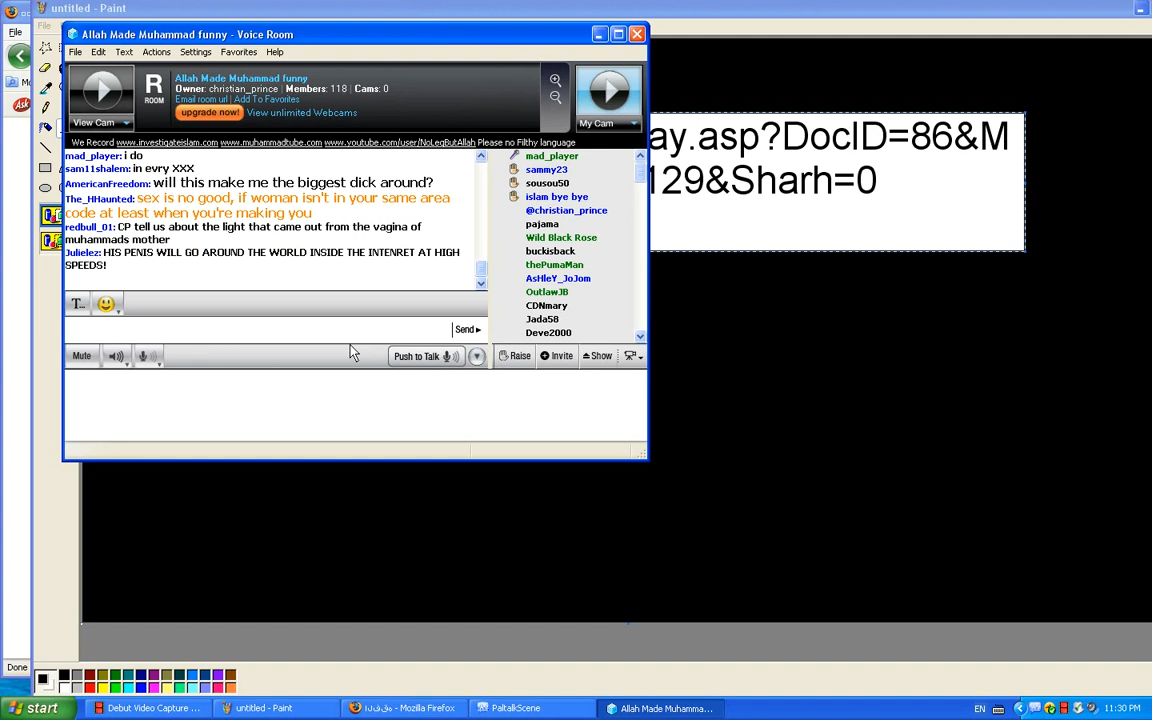 untitled - Paint
File
Allah Made Muhammad funny - Voice Room
File Edit Text Actions Settings Favorites Help
Allah Made Muhammad funny
R ROOM
Owner: christian_prince | Members: 118 | Cams: 0
Email room url | Add To Favorites
upgrade now! View unlimited Webcams
View Cam
My Cam
We Record www.investigateislam.com www.muhammadtube.com www.youtube.com/user/NoLegButAllah Please no Filthy language
Ask
mad_player: i do
sam11shalem: in evry XXX
AmericanFreedom: will this make me the biggest dick around?
The_HHaunted: sex is no good, if woman isn't in your same area
code at least when you're making you
redbull_01: CP tell us about the light that came out from the vagina of
muhammads mother
Julielez: HIS PENIS WILL GO AROUND THE WORLD INSIDE THE INTENRET AT HIGH
SPEEDS!
mad_player
sammy23
sousou50
islam bye bye
@christian_prince
pajama
Wild Black Rose
buckisback
thePumaMan
AsHleY_JoJom
OutlawJB
CDNmary
Jada58
Deve2000
ay.asp?DocID=86&M
129&Sharh=0
T...
Send
Mute
Push to Talk
Raise Invite Show
Done
start
Debut Video Capture ...
untitled - Paint
الفقه - Mozilla Firefox
PaltalkScene
Allah Made Muhamma...
EN
11:30 PM